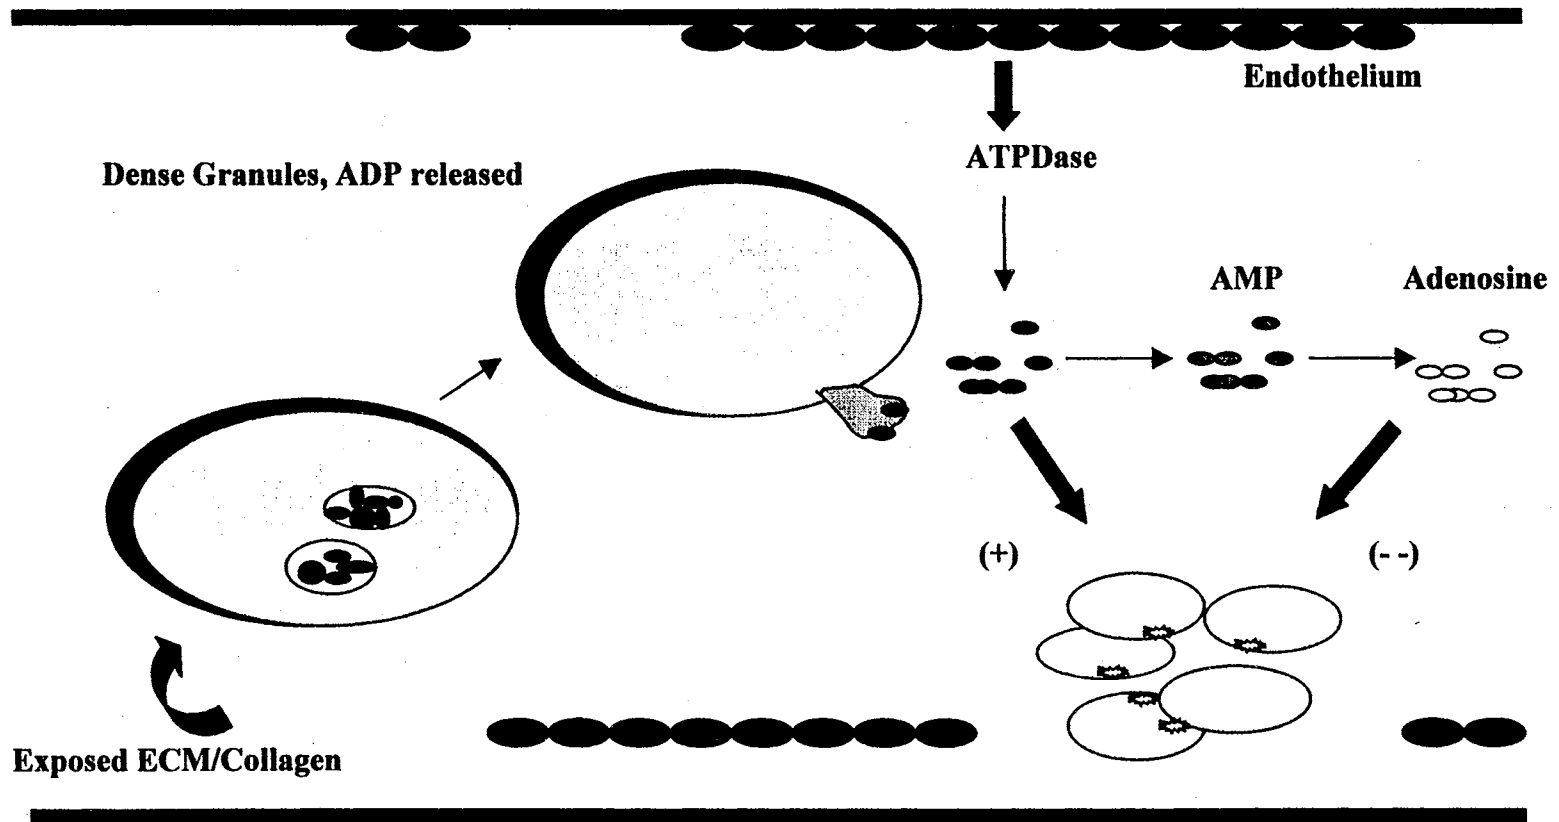 Endothelium
ATPDase
Dense Granules, ADP released
AMP
Adenosine
(+)
(- -)
Exposed ECM/Collagen